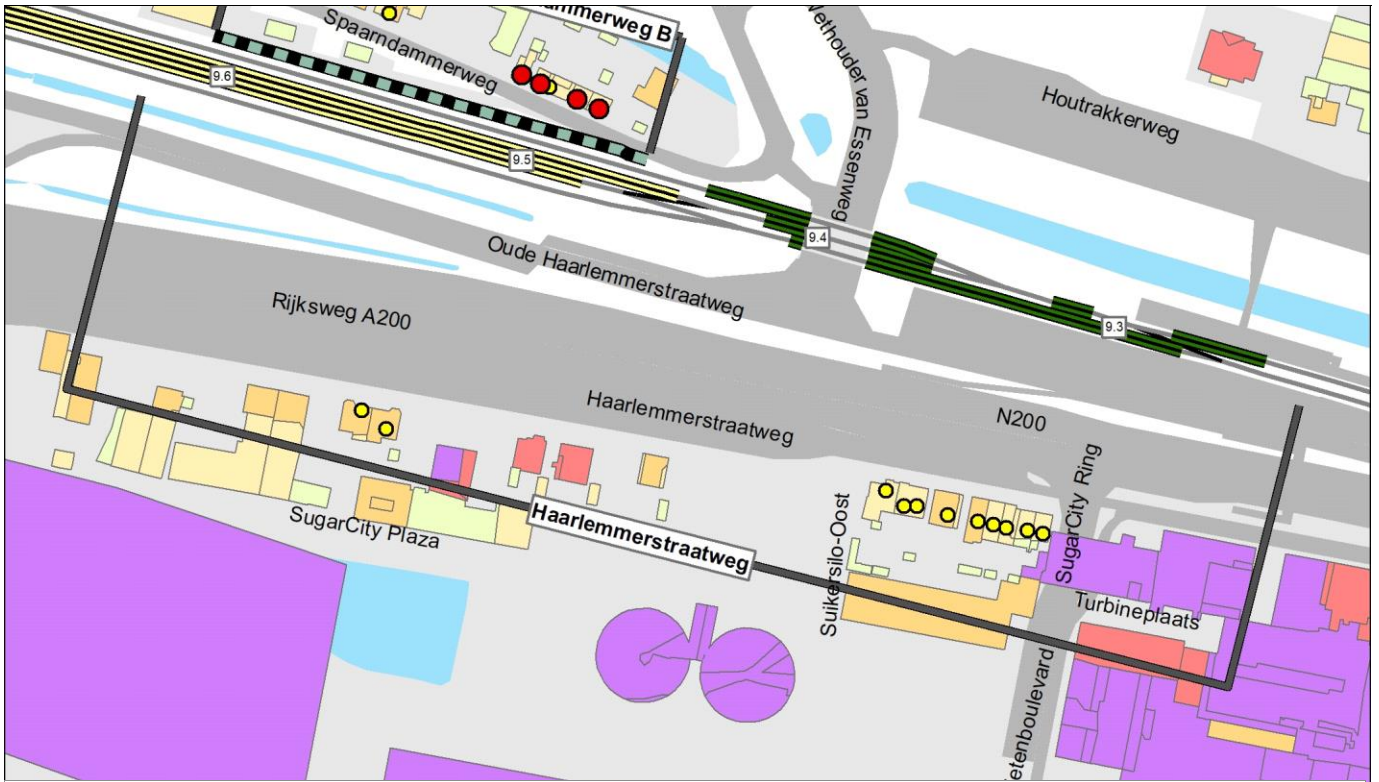 ammerweg B
Spaarndammerweg
Wethouder van Essenweg
Houtrakkerweg
9.6
9.5
9.4
9.3
Oude Haarlemmerstraatweg
Rijksweg A200
Haarlemmerstraatweg
N200
SugarCity Ring
SugarCity Plaza
Haarlemmerstraatweg
Suikersilo-Oost
Turbineplaats
etenboulevard